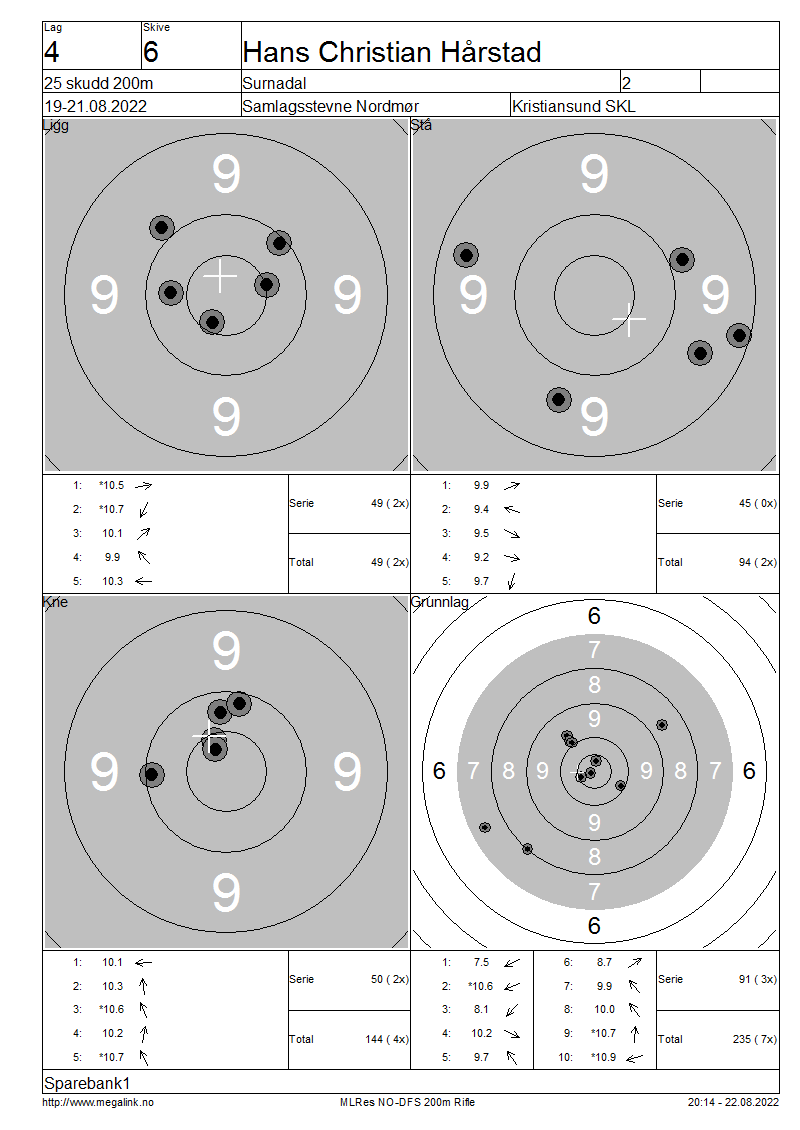 Lag Skive
4 6 Hans Christian Hårstad
25 skudd 200m Surnadal 2
19-21.08.2022 Samlagsstevne Nordmør Kristiansund SKL
Ligg
9
9 9
9
Stå
9
9 9
9
1: *10.5
2: *10.7
3: 10.1
4: 9.9
5: 10.3
Serie 49 ( 2x)
Total 49 ( 2x)
1: 9.9
2: 9.4
3: 9.5
4: 9.2
5: 9.7
Serie 45 ( 0x)
Total 94 ( 2x)
Kne
9
9 9
9
Grunnlag
6
7
8
9
6 7 8 9 9 8 7 6
9
8
7
6
1: 10.1
2: 10.3
3: *10.6
4: 10.2
5: *10.7
Serie 50 ( 2x)
Total 144 ( 4x)
1: 7.5 6: 8.7
2: *10.6 7: 9.9
3: 8.1 8: 10.0
4: 10.2 9: *10.7
5: 9.7 10: *10.9
Serie 91 ( 3x)
Total 235 ( 7x)
Sparebank1
http://www.megalink.no MLRes NO-DFS 200m Rifle 20:14 - 22.08.2022